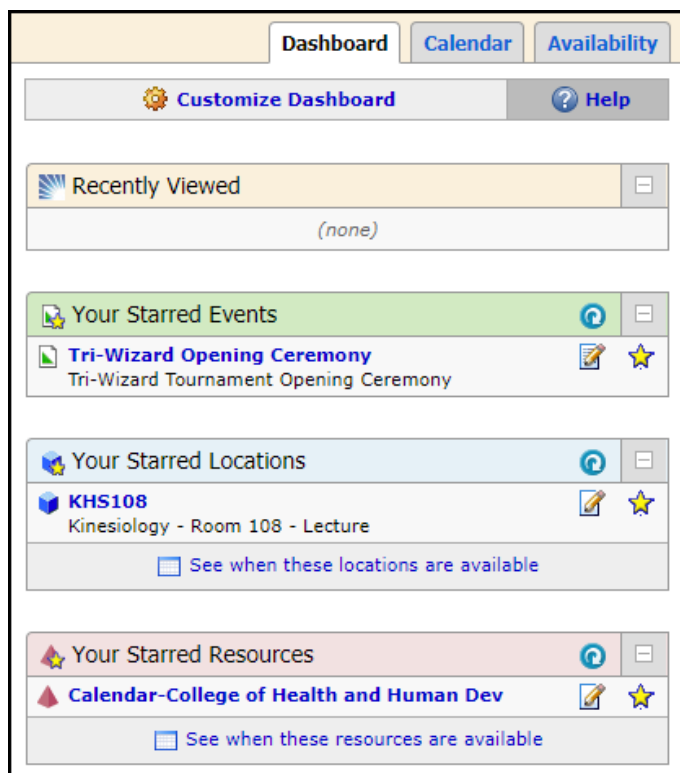 Dashboard Calendar Availability
Customize Dashboard Help
Recently Viewed
(none)
Your Starred Events
Tri-Wizard Opening Ceremony
Tri-Wizard Tournament Opening Ceremony
Your Starred Locations
KHS108
Kinesiology - Room 108 - Lecture
See when these locations are available
Your Starred Resources
Calendar-College of Health and Human Dev
See when these resources are available